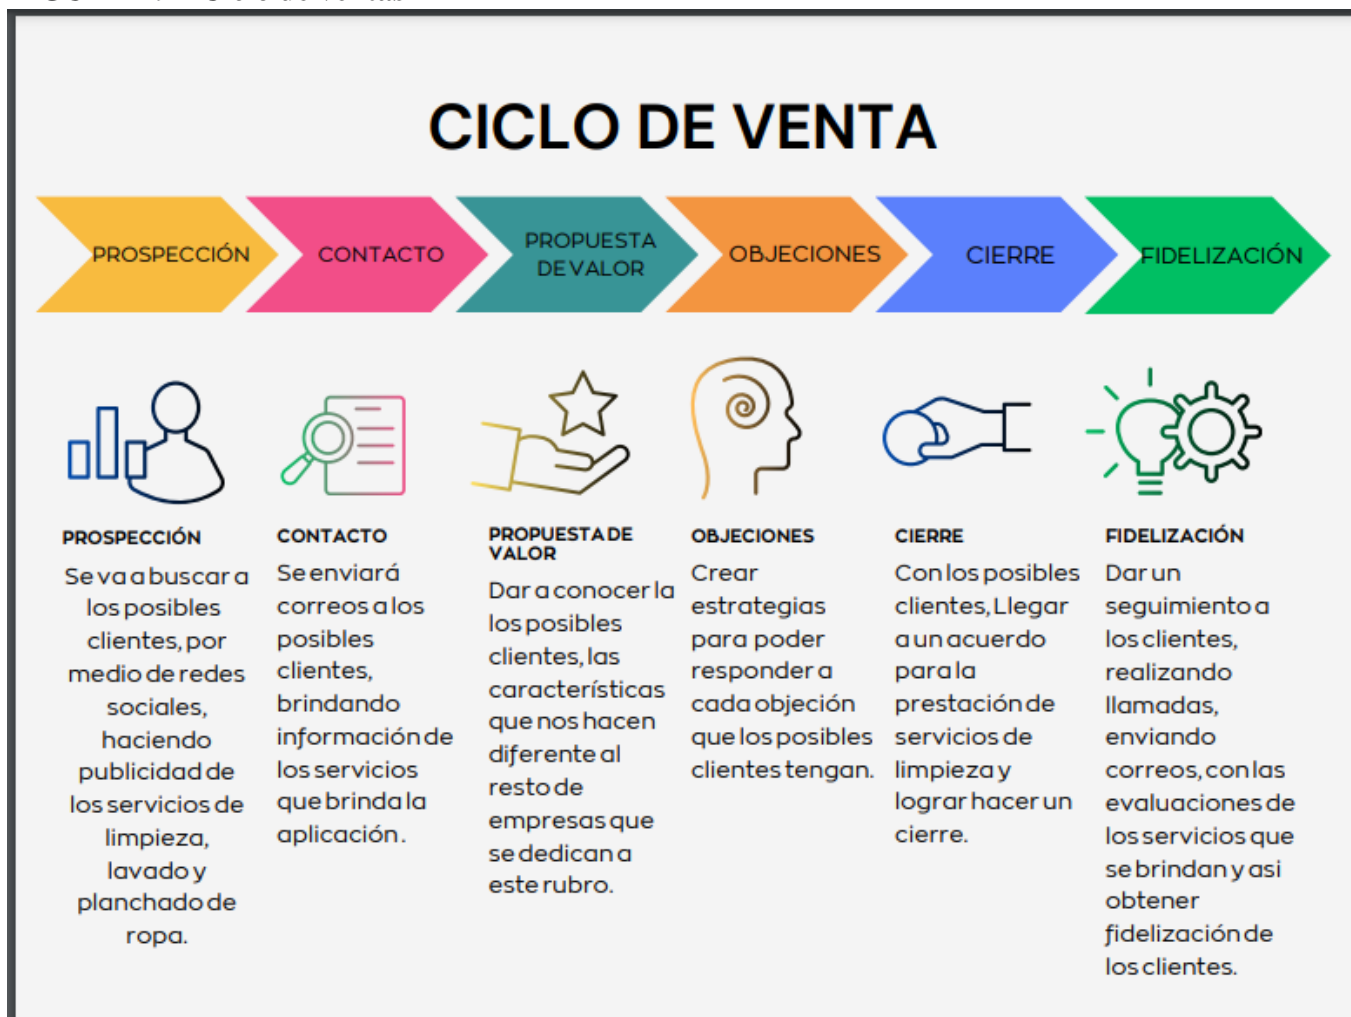 CICLO DE VENTA
PROSPECCIÓN
CONTACTO
PROPUESTA
DE VALOR
OBJECIONES
CIERRE
FIDELIZACIÓN
PROSPECCIÓN
Se va a buscar a
los posibles
clientes, por
medio de redes
sociales,
haciendo
publicidad de
los servicios de
limpieza,
lavado y
planchado de
ropa.
CONTACTO
Se enviará
correos a los
posibles
clientes,
brindando
información de
los servicios
que brinda la
aplicación.
PROPUESTA DE
VALOR
Dar a conocer la
los posibles
clientes, las
características
que nos hacen
diferente al
resto de
empresas que
se dedican a
este rubro.
OBJECIONES
Crear
estrategias
para poder
responder a
cada objeción
que los posibles
clientes tengan.
CIERRE
Con los posibles
clientes, Llegar
a un acuerdo
para la
prestación de
servicios de
limpieza y
lograr hacer un
cierre.
FIDELIZACIÓN
Dar un
seguimiento a
los clientes,
realizando
llamadas,
enviando
correos, con las
evaluaciones de
los servicios que
se brindan y asi
obtener
fidelización de
los clientes.